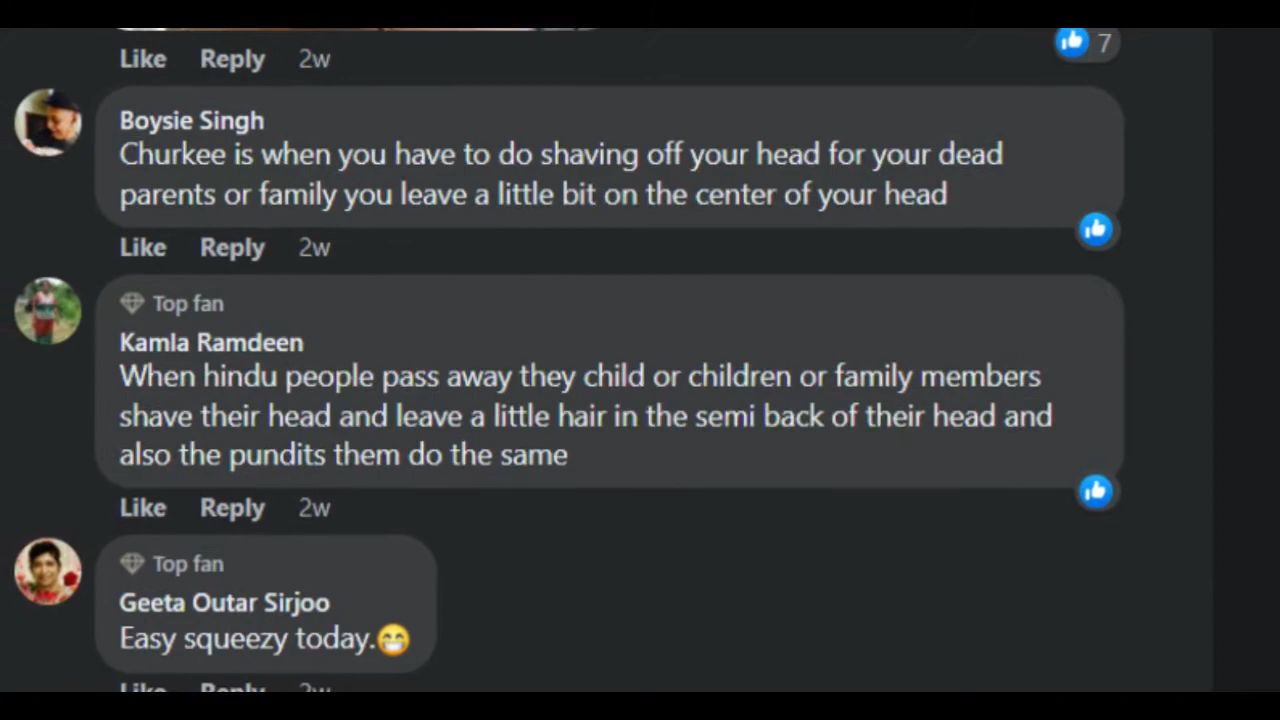 Like Reply 2w 7
Boysie Singh
Churkee is when you have to do shaving off your head for your dead
parents or family you leave a little bit on the center of your head
Like Reply 2w
Top fan
Kamla Ramdeen
When hindu people pass away they child or children or family members
shave their head and leave a little hair in the semi back of their head and
also the pundits them do the same
Like Reply 2w
Top fan
Geeta Outar Sirjoo
Easy squeezy today.😁
Like Reply 2w